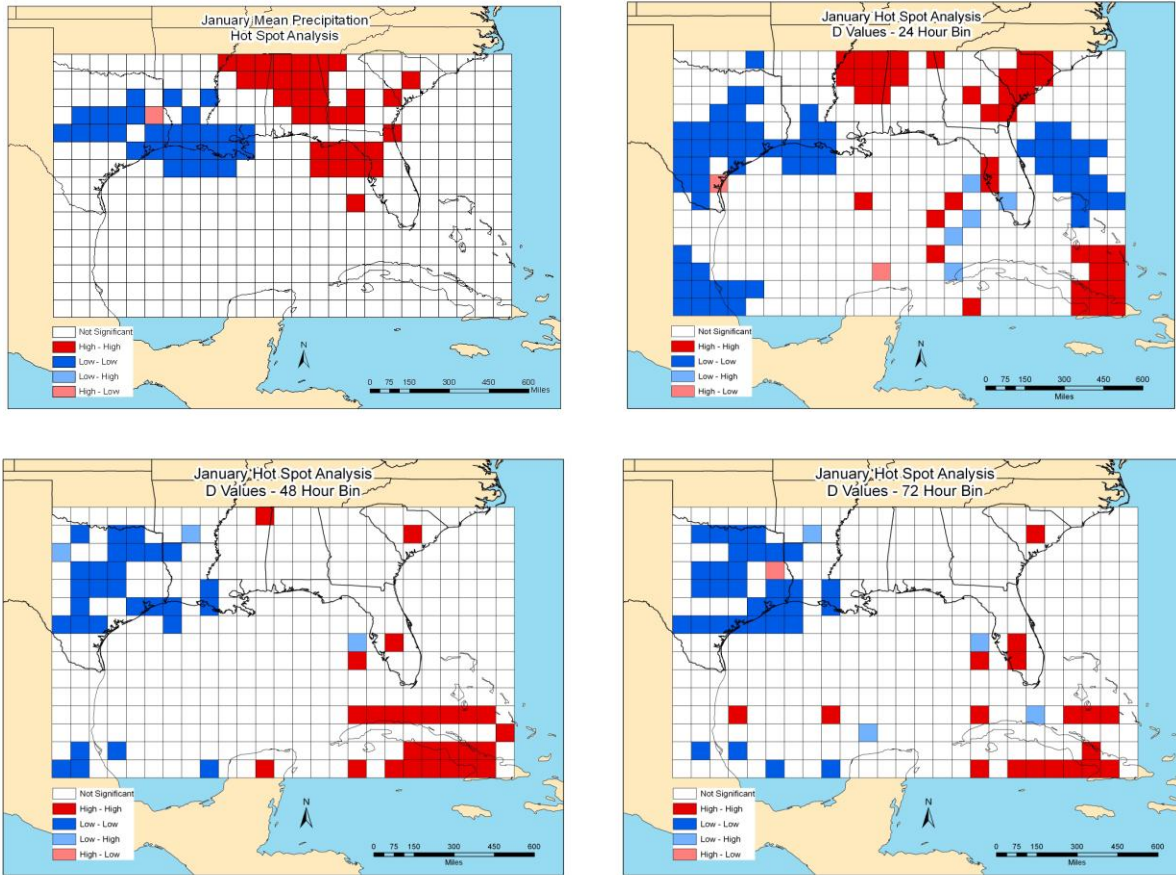 January Mean Precipitation
Hot Spot Analysis
Not Significant
High - High
Low - Low
Low - High
High - Low
N
0 75 150 300 450 600
Miles
January Hot Spot Analysis
D Values - 24 Hour Bin
Not Significant
High - High
Low - Low
Low - High
High - Low
N
0 75 150 300 450 600
Miles
January Hot Spot Analysis
D Values - 48 Hour Bin
Not Significant
High - High
Low - Low
Low - High
High - Low
N
0 75 150 300 450 600
Miles
January Hot Spot Analysis
D Values - 72 Hour Bin
Not Significant
High - High
Low - Low
Low - High
High - Low
N
0 75 150 300 450 600
Miles